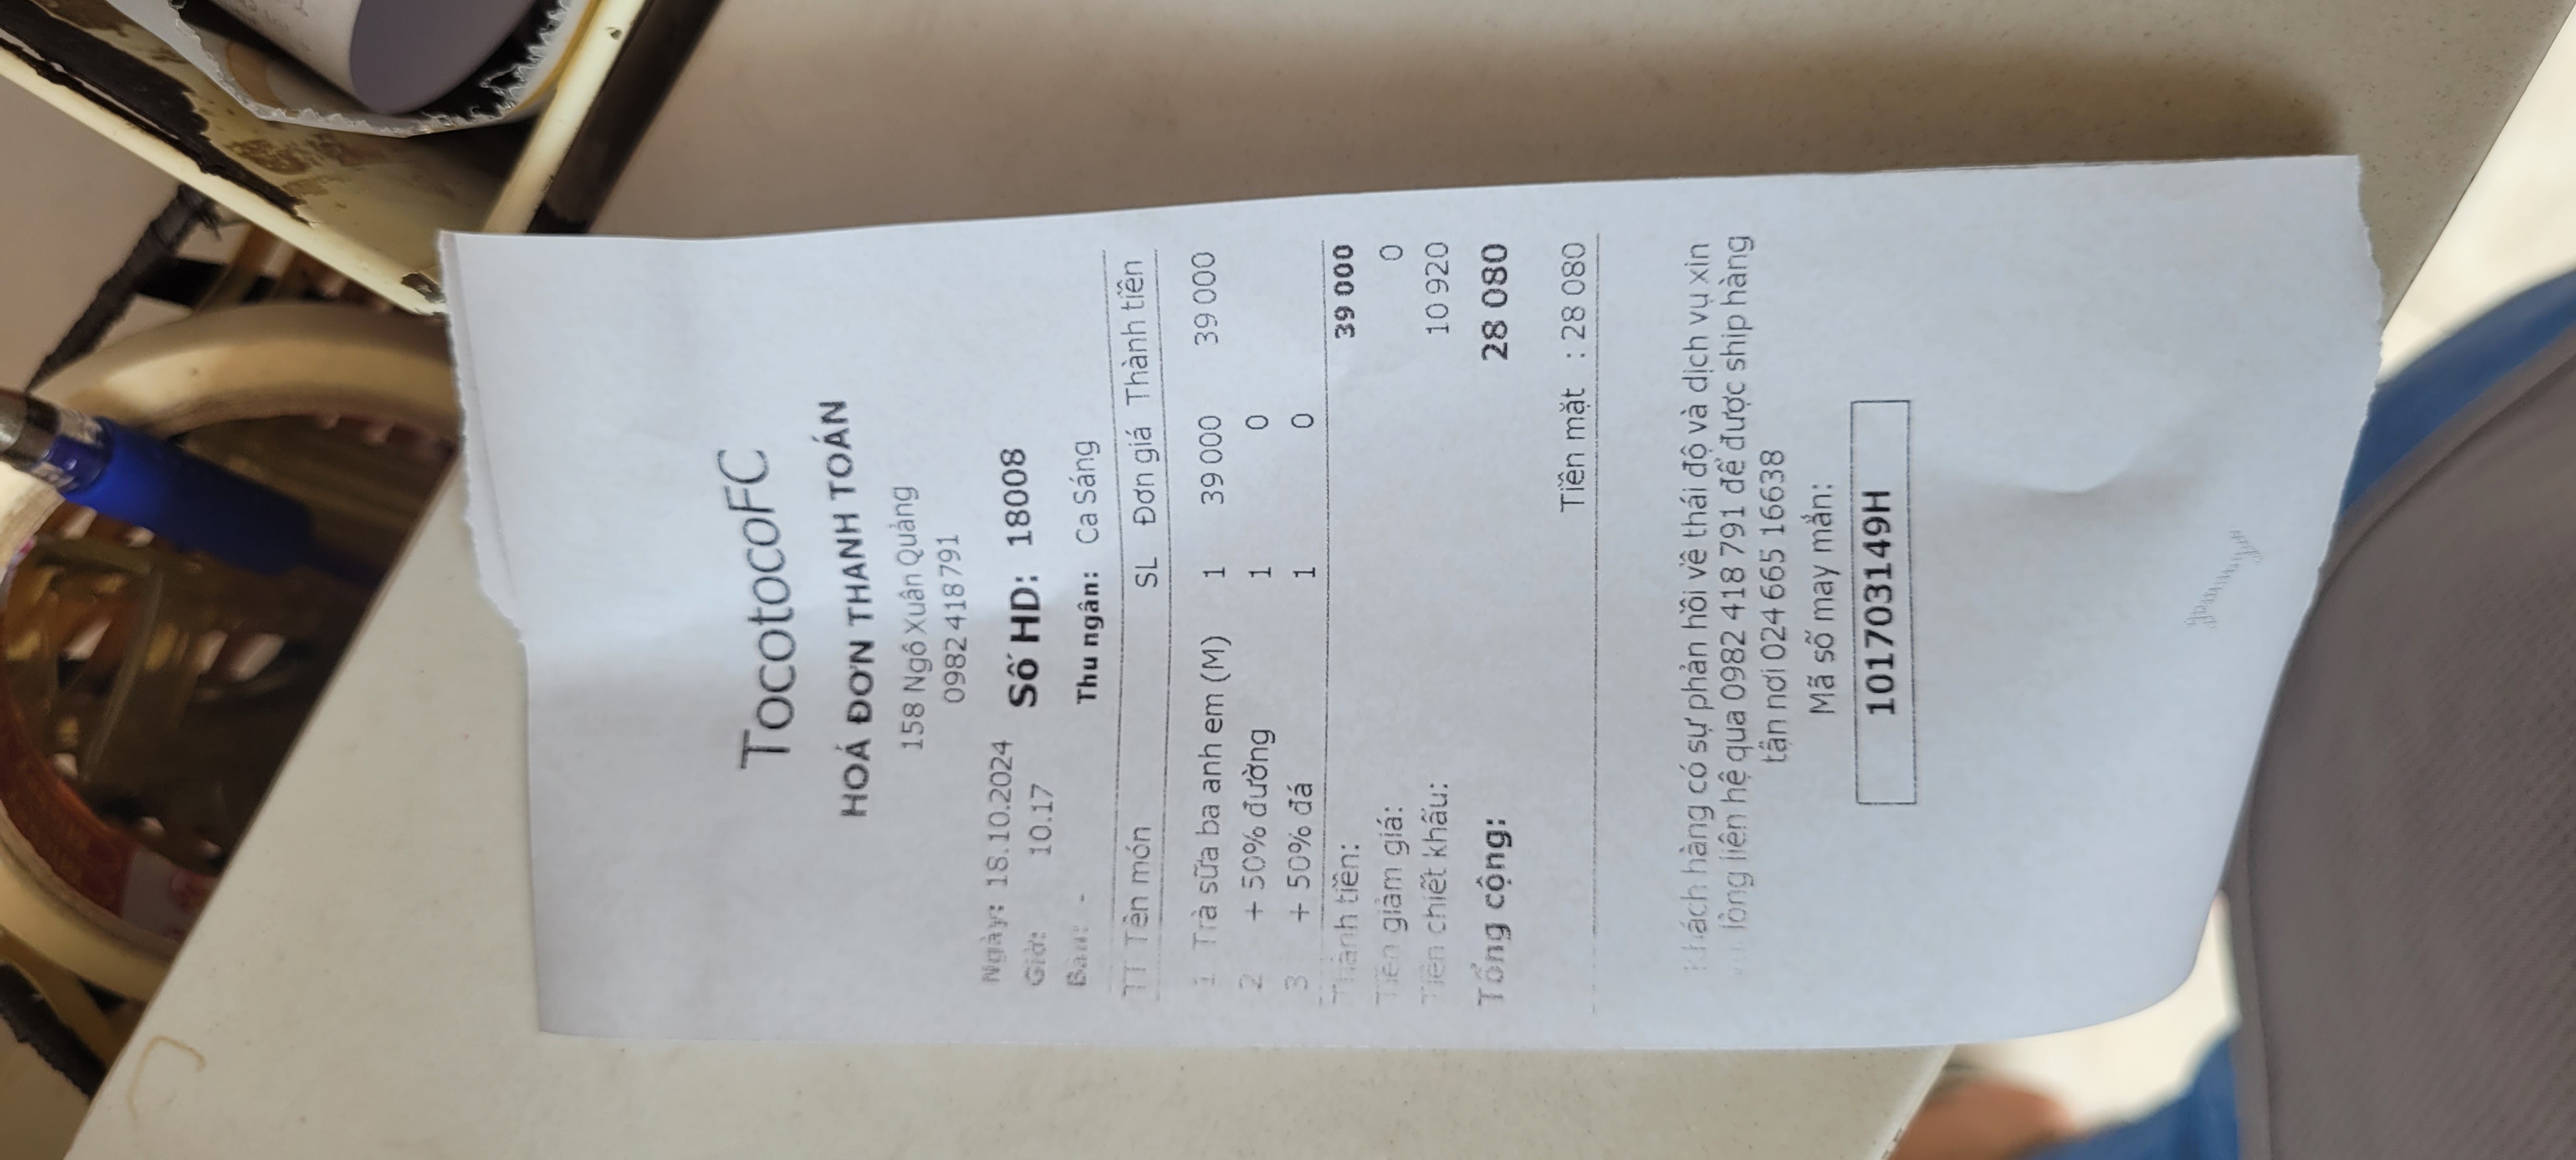 TocotocoFC
HOÁ ĐƠN THANH TOÁN
158 Ngô Xuân Quảng
0982 418 791
Ngày: 18.10.2024
Giờ: 10.17
Số HD: 18008
Bàn: -
Thu ngân: Ca Sáng
TT Tên món SL Đơn giá Thành tiền
1 Trà sữa ba anh em (M) 1 39 000 39 000
2 + 50% đường 1 0
3 + 50% đá 1 0
Thành tiền: 39 000
Tiền giảm giá: 0
Tiền chiết khấu: 10 920
Tổng cộng: 28 080
Tiền mặt : 28 080
Khách hàng có sự phản hồi về thái độ và dịch vụ xin
vui lòng liên hệ qua 0982 418 791 để được ship hàng
tận nơi 024 665 16638
Mã số may mắn:
101703149H